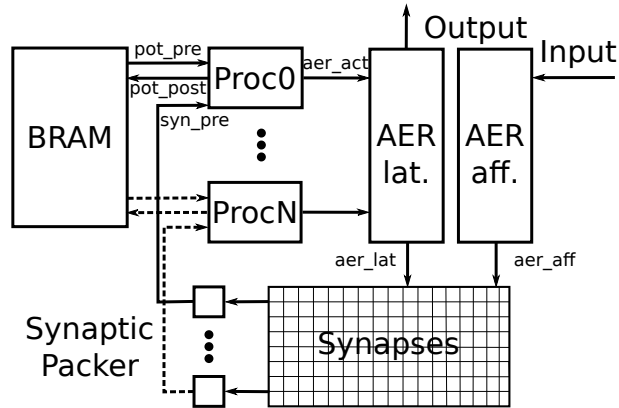 Output
Input
pot_pre
BRAM
Proc0
aer_act
pot_post
syn_pre
AER
lat.
AER
aff.
ProcN
aer_lat
aer_aff
Synaptic
Packer
Synapses